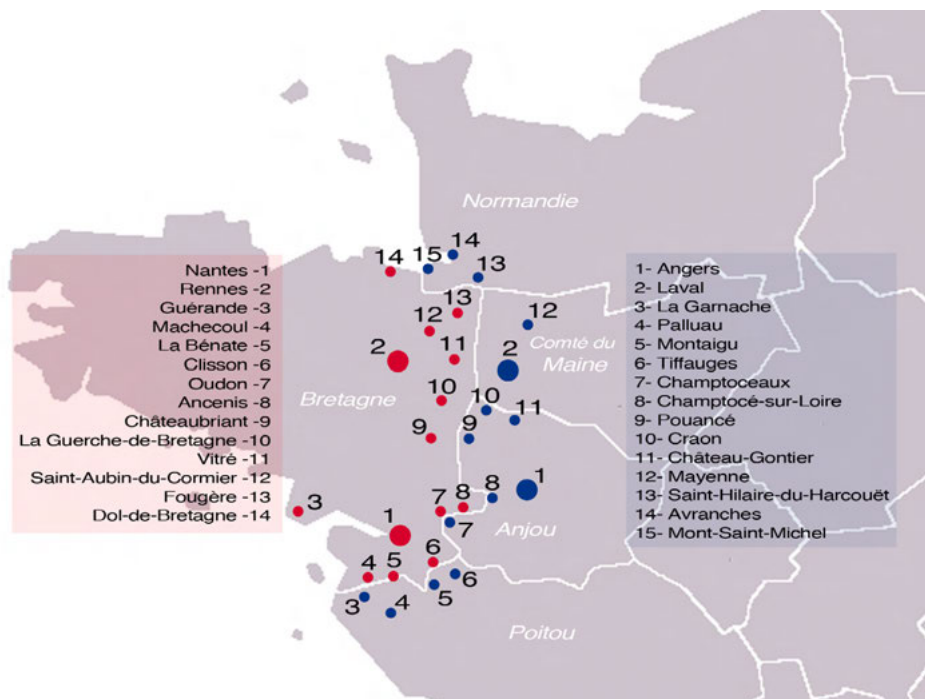 Normandie
14
15
14
13
Nantes -1
Rennes -2
Guérande -3
Machecoul -4
La Bénate -5
Clisson -6
Oudon -7
Ancenis -8
Châteaubriant -9
La Guerche-de-Bretagne -10
Vitré -11
Saint-Aubin-du-Cormier -12
Fougère -13
Dol-de-Bretagne -14
1- Angers
2- Laval
3- La Garnache
4- Palluau
5- Montaigu
6- Tiffauges
7- Champtoceaux
8- Champtocé-sur-Loire
9- Pouancé
10- Craon
11- Château-Gontier
12- Mayenne
13- Saint-Hilaire-du-Harcouët
14- Avranches
15- Mont-Saint-Michel
13
12
12
Comté du
Maine
2
11
2
Bretagne
10
10
11
9
9
3
7
8
8
1
1
7
Anjou
4
5
6
6
3
4
5
Poitou